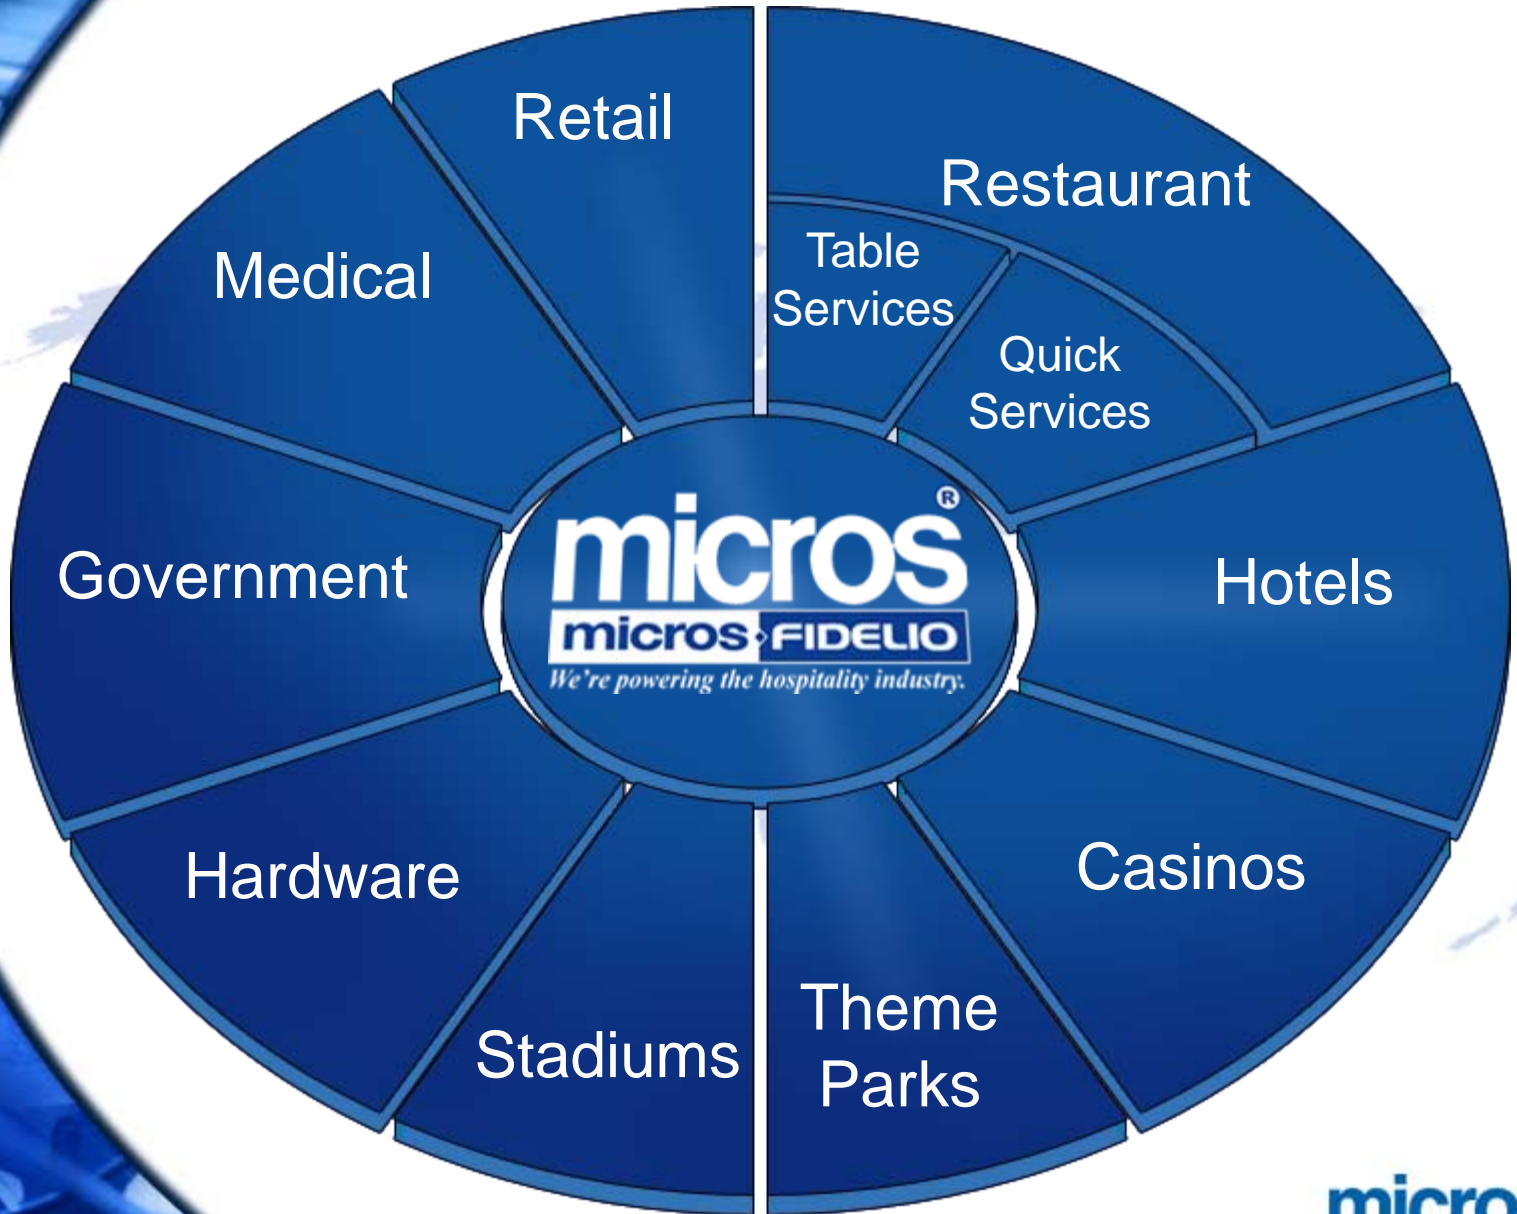 Retail
Restaurant
Table
Services
Quick
Services
Medical
Government
Hotels
micros®
micros FIDELIO
We're powering the hospitality industry.
Hardware
Casinos
Stadiums
Theme
Parks
micro